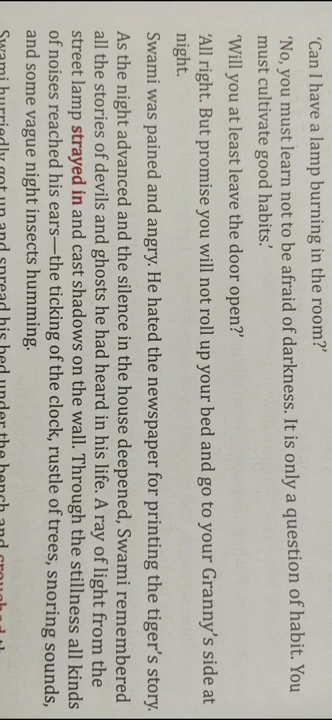 ‘Can I have a lamp burning in the room?’
‘No, you must learn not to be afraid of darkness. It is only a question of habit. You
must cultivate good habits.’
‘Will you at least leave the door open?’
‘All right. But promise you will not roll up your bed and go to your Granny’s side at
night.
Swami was pained and angry. He hated the newspaper for printing the tiger’s story.
As the night advanced and the silence in the house deepened, Swami remembered
all the stories of devils and ghosts he had heard in his life. A ray of light from the
street lamp strayed in and cast shadows on the wall. Through the stillness all kinds
of noises reached his ears—the ticking of the clock, rustle of trees, snoring sounds,
and some vague night insects humming.
Swami hurriedly got up and spread his bed under the bench and crouched